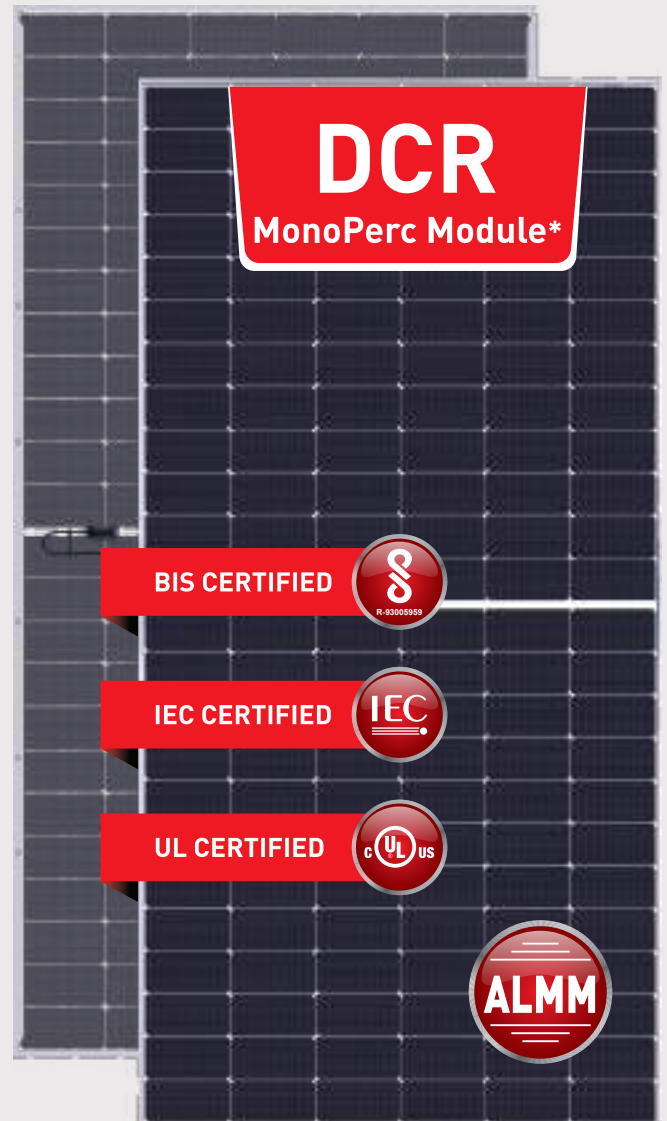 DCR
MonoPerc Module*
BIS CERTIFIED
R-93005959
IEC CERTIFIED
IEC
UL CERTIFIED
C UL US
ALMM